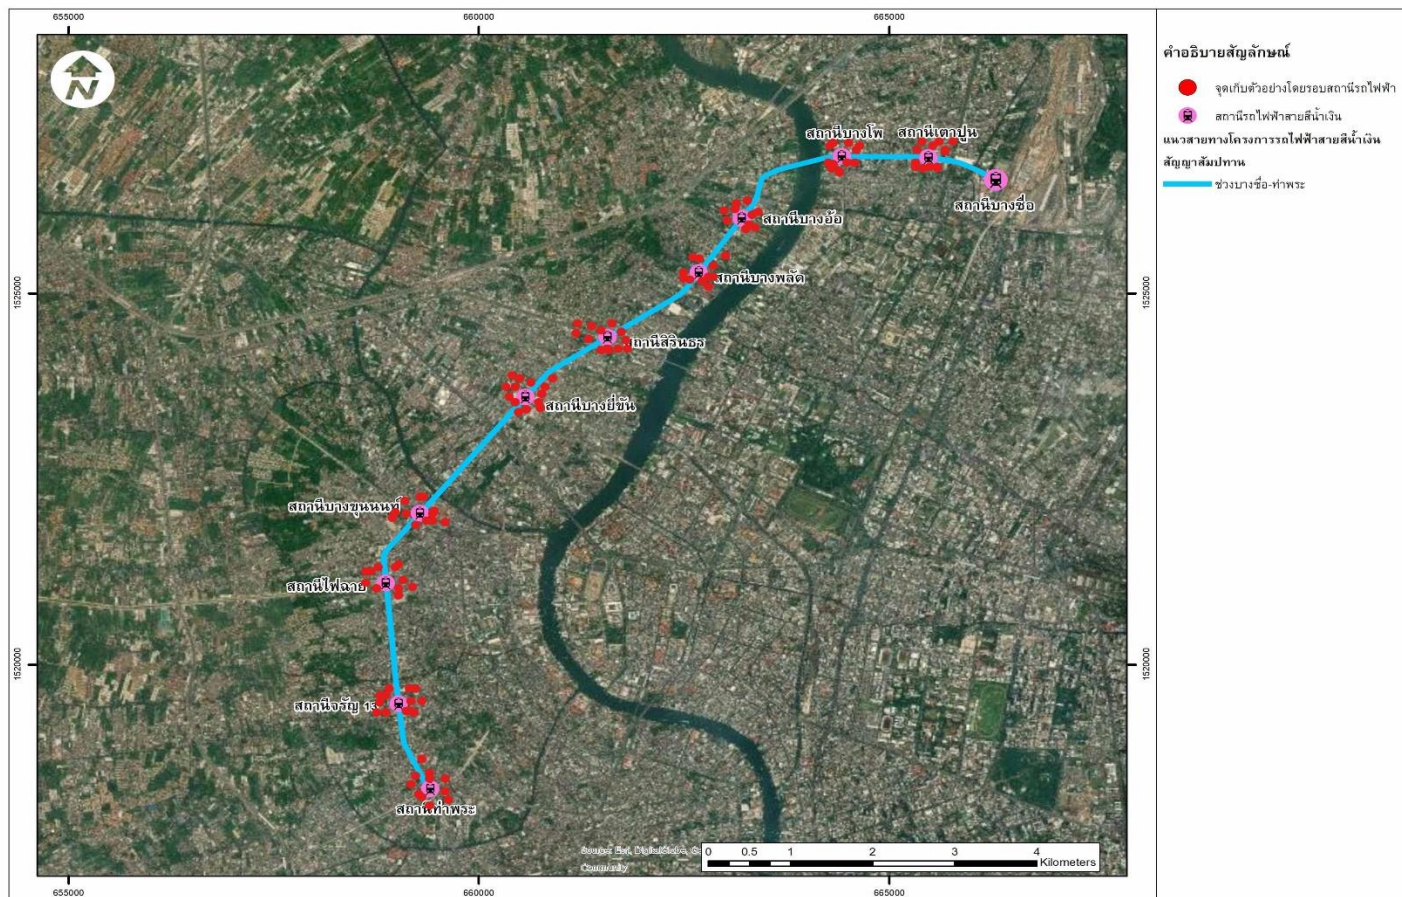 655000
660000
665000
N
คำอธิบายสัญลักษณ์
จุดเก็บตัวอย่างโดยรอบสถานีรถไฟฟ้า
สถานีรถไฟฟ้าสายสีน้ำเงิน
แนวสายทางโครงการรถไฟฟ้าสายสีน้ำเงิน
สัญญาสัมปทาน
ช่วงบางซื่อ-ท่าพระ
สถานีบางโพ
สถานีเตาปูน
สถานีบางซื่อ
สถานีบางอ้อ
สถานีบางพลัด
1525000
1525000
สถานีสิรินธร
สถานีบางยี่ขัน
สถานีบางขุนนนท์
สถานีไฟฉาย
1520000
1520000
สถานีจรัญ 13
สถานีท่าพระ
Source: Esri, DigitalGlobe,
Community
0 0.5 1 2 3 4
Kilometers
655000
660000
665000